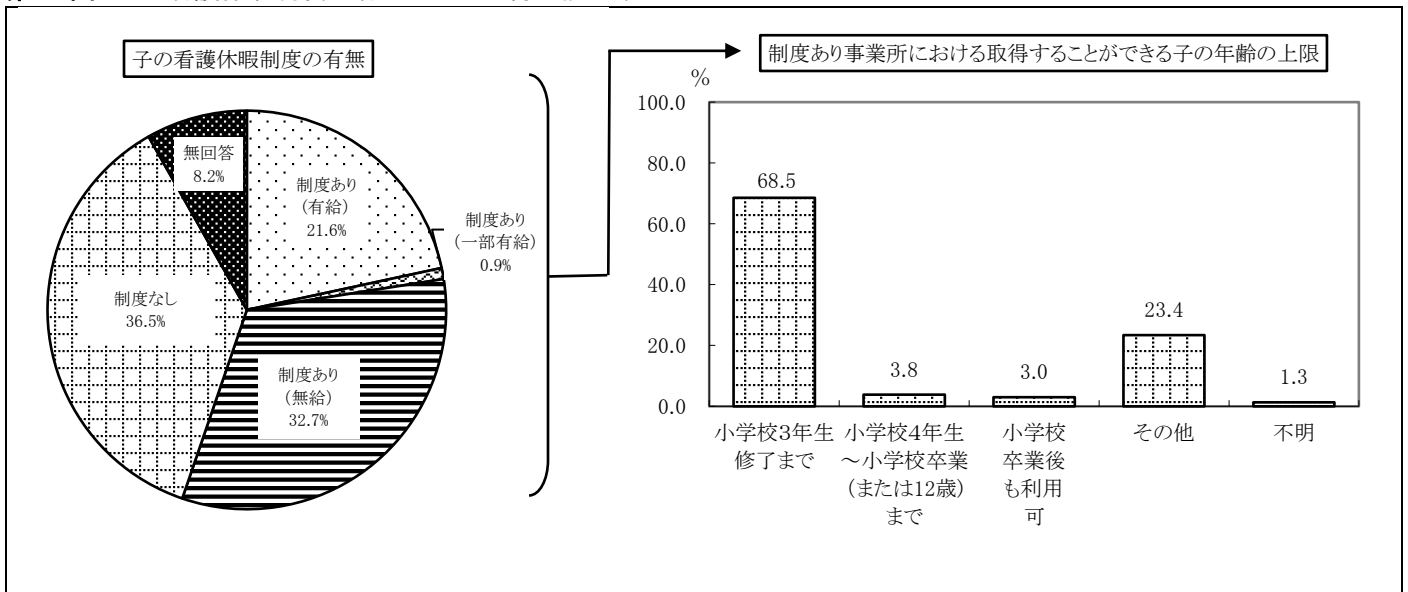 子の看護休暇制度の有無
制度あり事業所における取得することができる子の年齢の上限
無回答
8.2%
制度あり
(有給)
21.6%
制度あり
(一部有給)
0.9%
制度なし
36.5%
制度あり
(無給)
32.7%
%
100.0
80.0
60.0
40.0
20.0
0.0
68.5
3.8
3.0
23.4
1.3
小学校3年生
修了まで
小学校4年生
～小学校卒業
(または12歳)
まで
小学校
卒業後
も利用
可
その他
不明